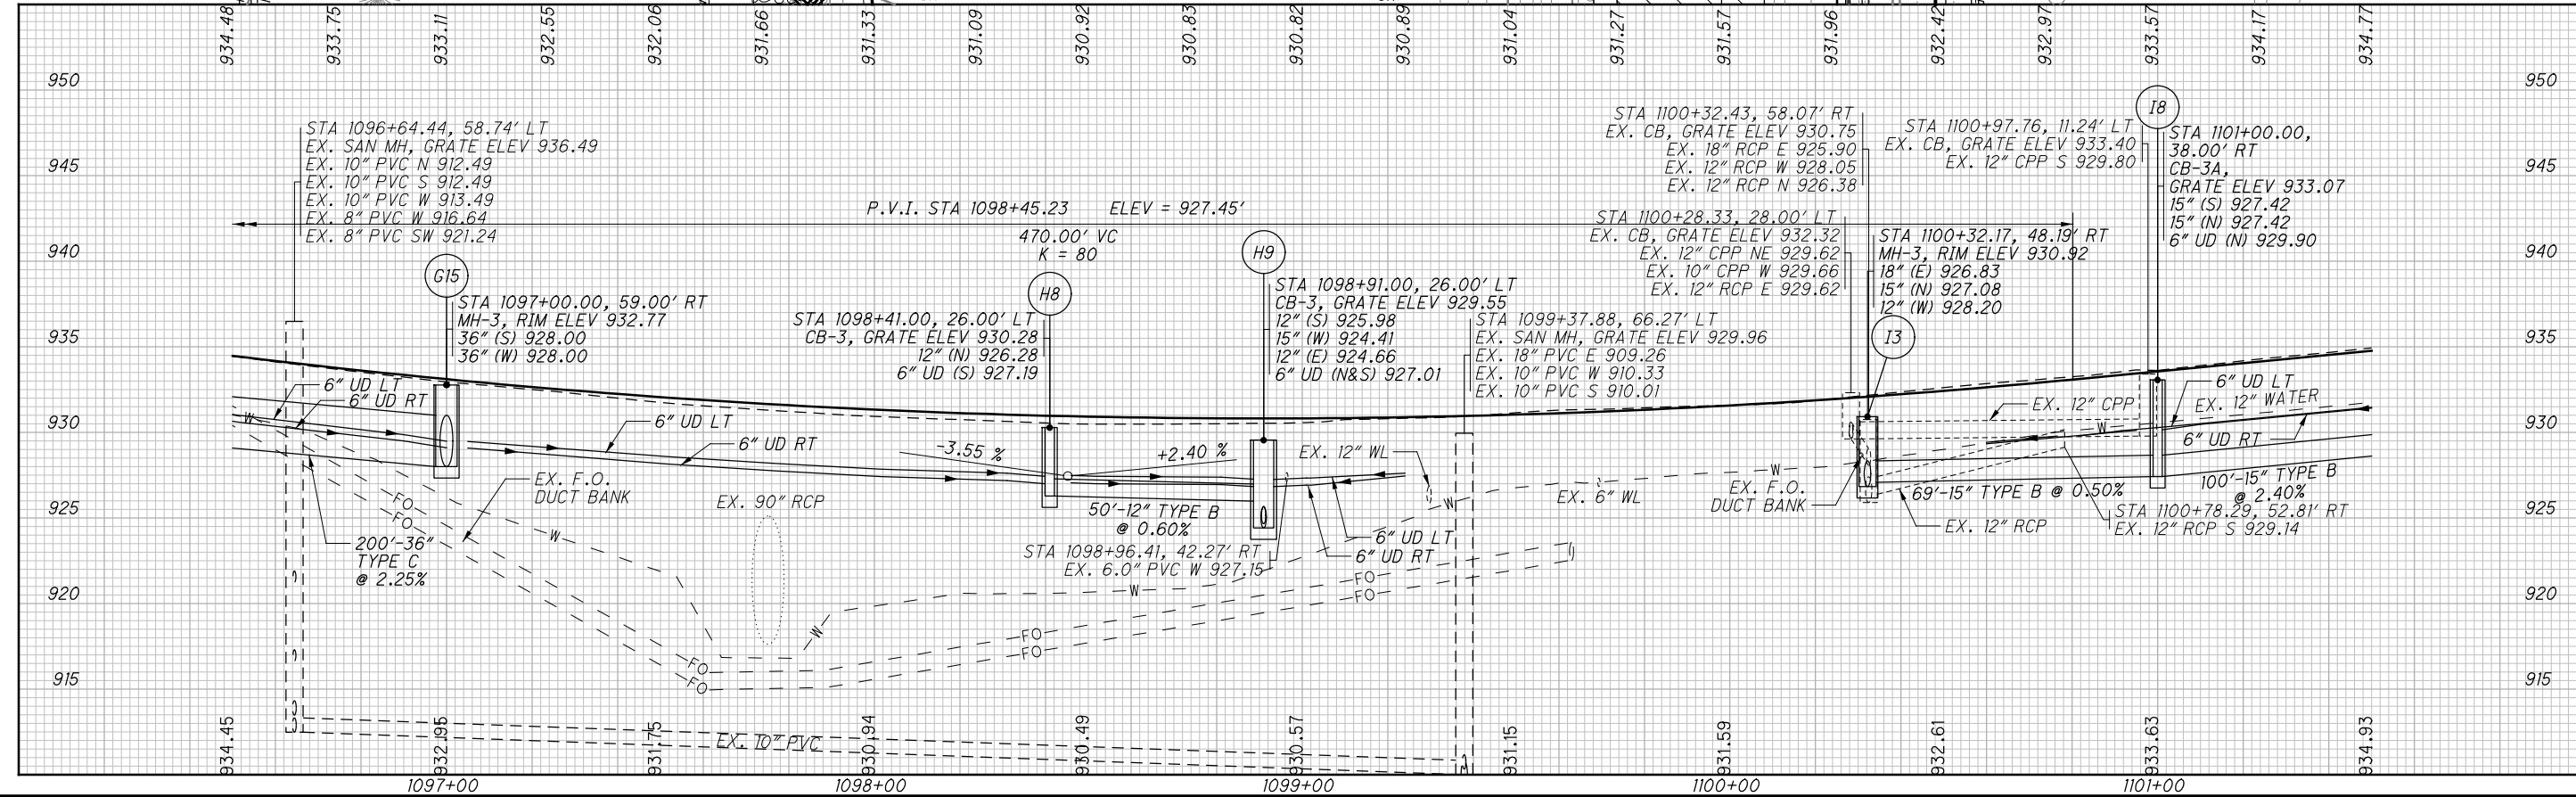 934.48
933.75
933.11
932.55
932.06
931.66
931.33
931.09
930.92
930.83
930.82
930.89
931.04
931.27
931.57
931.96
932.42
932.97
933.57
934.17
934.77
950
945
940
935
930
925
920
915
STA 1096+64.44, 58.74' LT
EX. SAN MH, GRATE ELEV 936.49
EX. 10" PVC N 912.49
EX. 10" PVC S 912.49
EX. 10" PVC W 913.49
EX. 8" PVC W 916.64
EX. 8" PVC SW 921.24
G15
STA 1097+00.00, 59.00' RT
MH-3, RIM ELEV 932.77
36" (S) 928.00
36" (W) 928.00
P.V.I. STA 1098+45.23 ELEV = 927.45'
470.00' VC
K = 80
H8
STA 1098+41.00, 26.00' LT
CB-3, GRATE ELEV 930.28
12" (N) 926.28
6" UD (S) 927.19
H9
STA 1098+91.00, 26.00' LT
CB-3, GRATE ELEV 929.55
12" (S) 925.98
15" (W) 924.41
12" (E) 924.66
6" UD (N&S) 927.01
STA 1099+37.88, 66.27' LT
EX. SAN MH, GRATE ELEV 929.96
EX. 18" PVC E 909.26
EX. 10" PVC W 910.33
EX. 10" PVC S 910.01
STA 1100+32.43, 58.07' RT
EX. CB, GRATE ELEV 930.75
EX. 18" RCP E 925.90
EX. 12" RCP W 928.05
EX. 12" RCP N 926.38
STA 1100+28.33, 28.00' LT
EX. CB, GRATE ELEV 932.32
EX. 12" CPP NE 929.62
EX. 10" CPP W 929.66
EX. 12" RCP E 929.62
STA 1100+97.76, 11.24' LT
EX. CB, GRATE ELEV 933.40
EX. 12" CPP S 929.80
STA 1100+32.17, 48.19' RT
MH-3, RIM ELEV 930.92
18" (E) 926.83
15" (N) 927.08
12" (W) 928.20
I3
I8
STA 1101+00.00,
38.00' RT
CB-3A,
GRATE ELEV 933.07
15" (S) 927.42
15" (N) 927.42
6" UD (N) 929.90
950
945
940
935
930
925
920
915
6" UD LT
6" UD RT
W
FO
FO
EX. F.O.
DUCT BANK
200'-36"
TYPE C
@ 2.25%
6" UD LT
6" UD RT
W
EX. 90" RCP
FO
FO
W
-3.55 %
+2.40 %
50'-12" TYPE B
@ 0.60%
STA 1098+96.41, 42.27' RT
EX. 6.0" PVC W 927.15
EX. 12" WL
6" UD LT
6" UD RT
W
W
FO
FO
FO
FO
EX. 6" WL
W
EX. F.O.
DUCT BANK
EX. 12" CPP
W
6" UD LT
EX. 12" WATER
6" UD RT
69'-15" TYPE B @ 0.50%
EX. 12" RCP
100'-15" TYPE B
@ 2.40%
STA 1100+78.29, 52.81' RT
EX. 12" RCP S 929.14
EX. 10" PVC
934.45
932.95
931.75
930.94
930.49
930.57
931.15
931.59
932.61
933.63
934.93
1097+00
1098+00
1099+00
1100+00
1101+00